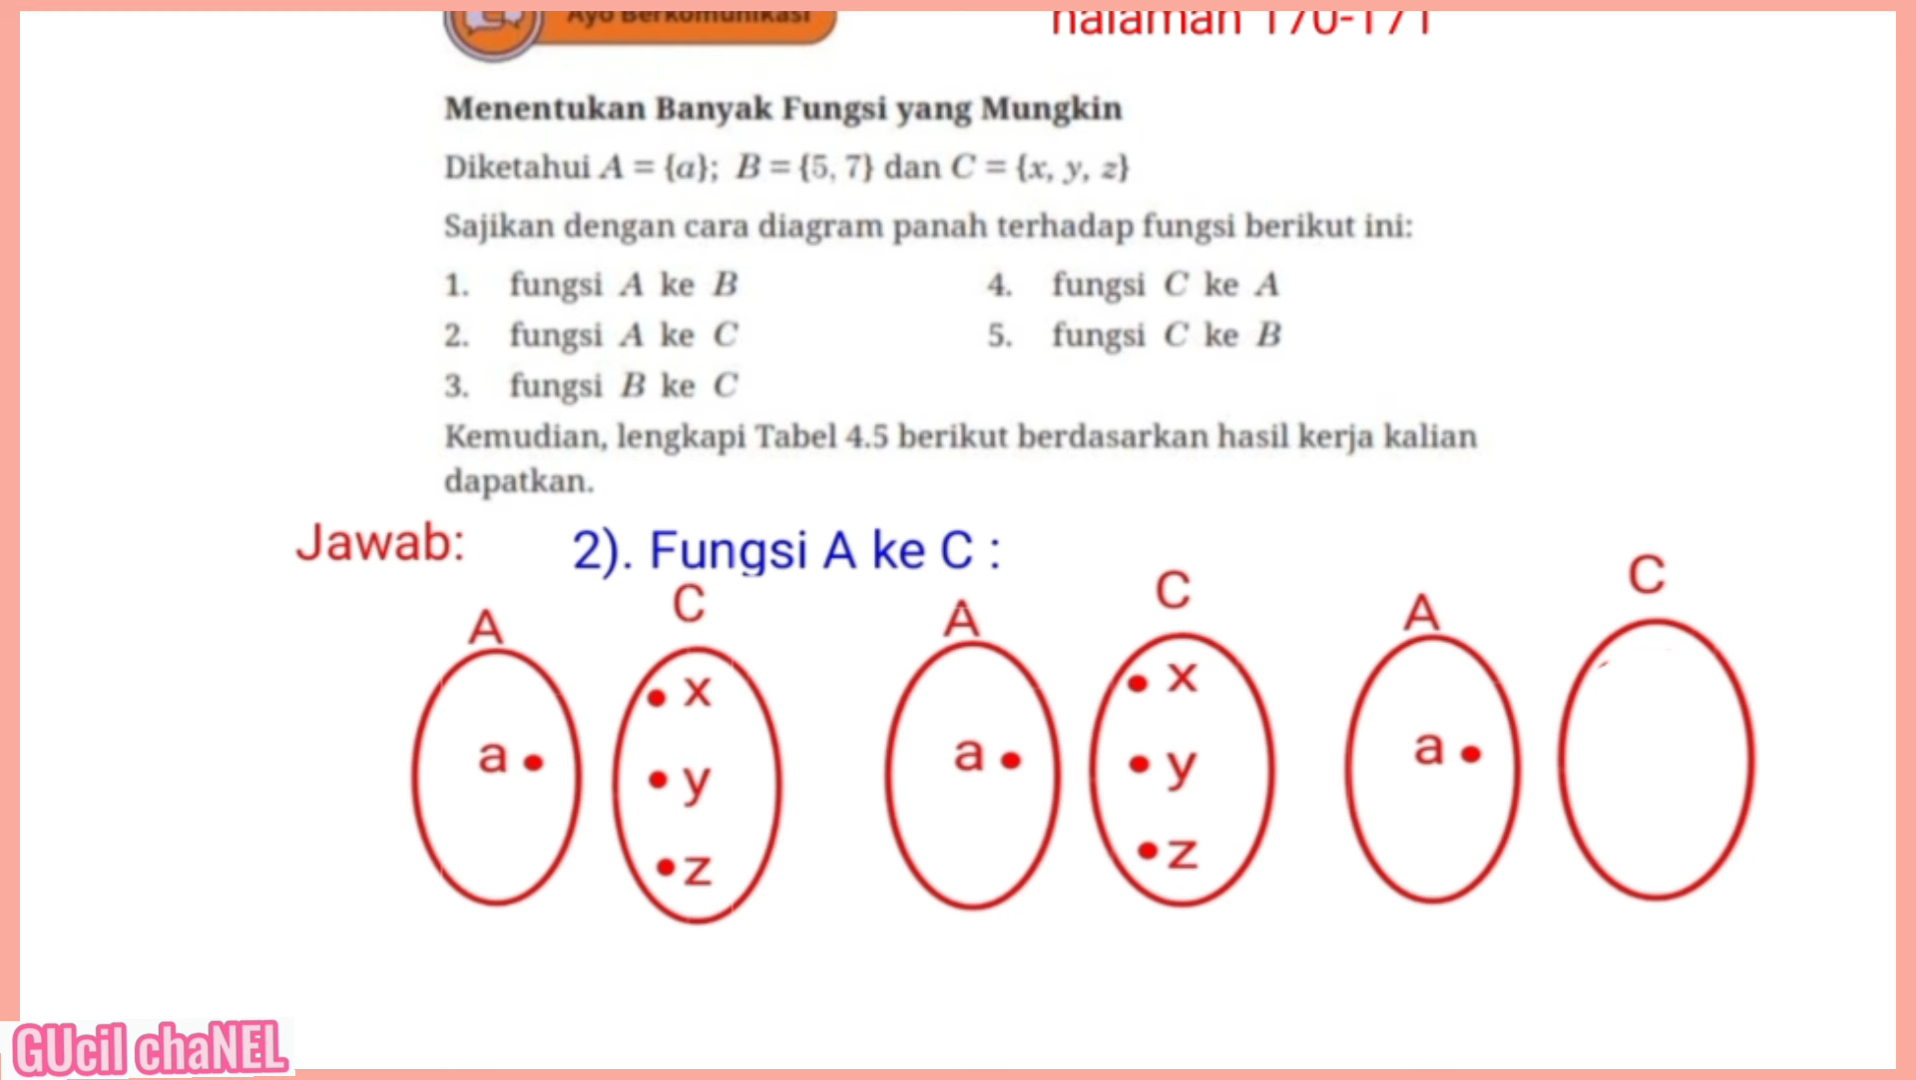 Ayo Berkomunikasi
halaman 170-171
Menentukan Banyak Fungsi yang Mungkin
Diketahui A = {a}; B = {5, 7} dan C = {x, y, z}
Sajikan dengan cara diagram panah terhadap fungsi berikut ini:
1. fungsi A ke B
4. fungsi C ke A
2. fungsi A ke C
5. fungsi C ke B
3. fungsi B ke C
Kemudian, lengkapi Tabel 4.5 berikut berdasarkan hasil kerja kalian
dapatkan.
Jawab: 2). Fungsi A ke C :
A C A C A C
x x
a y a y a
z z
GUcil chaNEL